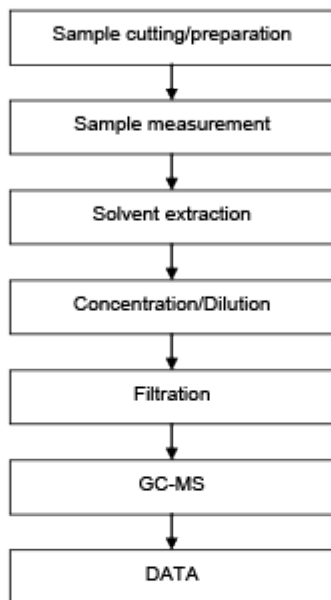 Sample cutting/preparation
Sample measurement
Solvent extraction
Concentration/Dilution
Filtration
GC-MS
DATA